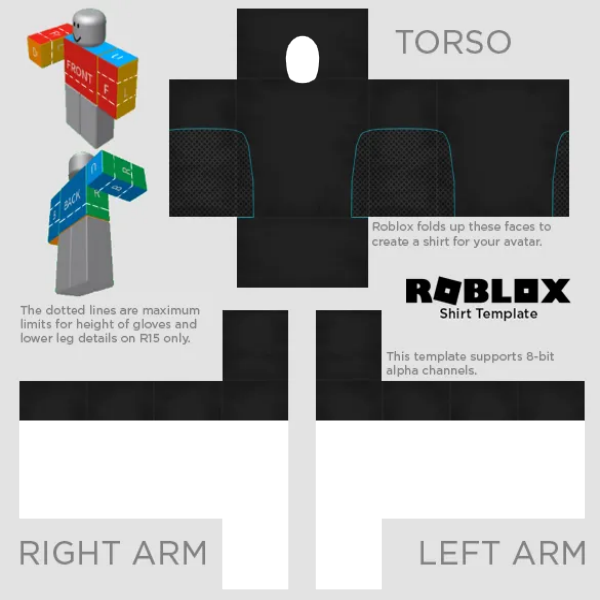 TORSO
FRONT
F
L
BACK
Roblox folds up these faces to
create a shirt for your avatar.
ROBLOX
Shirt Template
The dotted lines are maximum
limits for height of gloves and
lower leg details on R15 only.
This template supports 8-bit
alpha channels.
RIGHT ARM
LEFT ARM